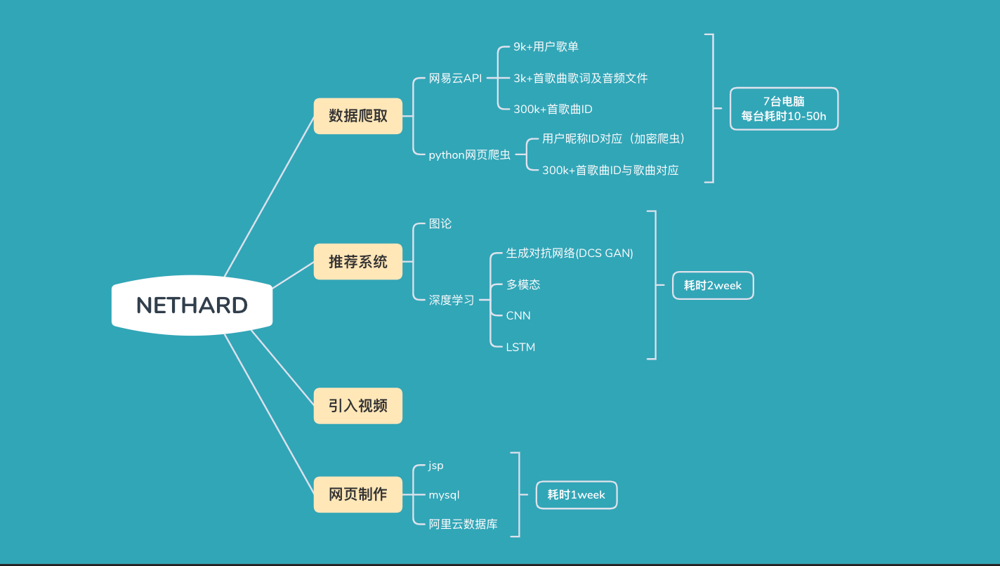 NETHARD
数据爬取
网易云API
9k+用户歌单
3k+首歌曲歌词及音频文件
300k+首歌曲ID
python网页爬虫
用户昵称ID对应（加密爬虫）
300k+首歌曲ID与歌曲对应
7台电脑
每台耗时10-50h
推荐系统
图论
深度学习
生成对抗网络(DCS GAN)
多模态
CNN
LSTM
耗时2week
引入视频
网页制作
jsp
mysql
阿里云数据库
耗时1week